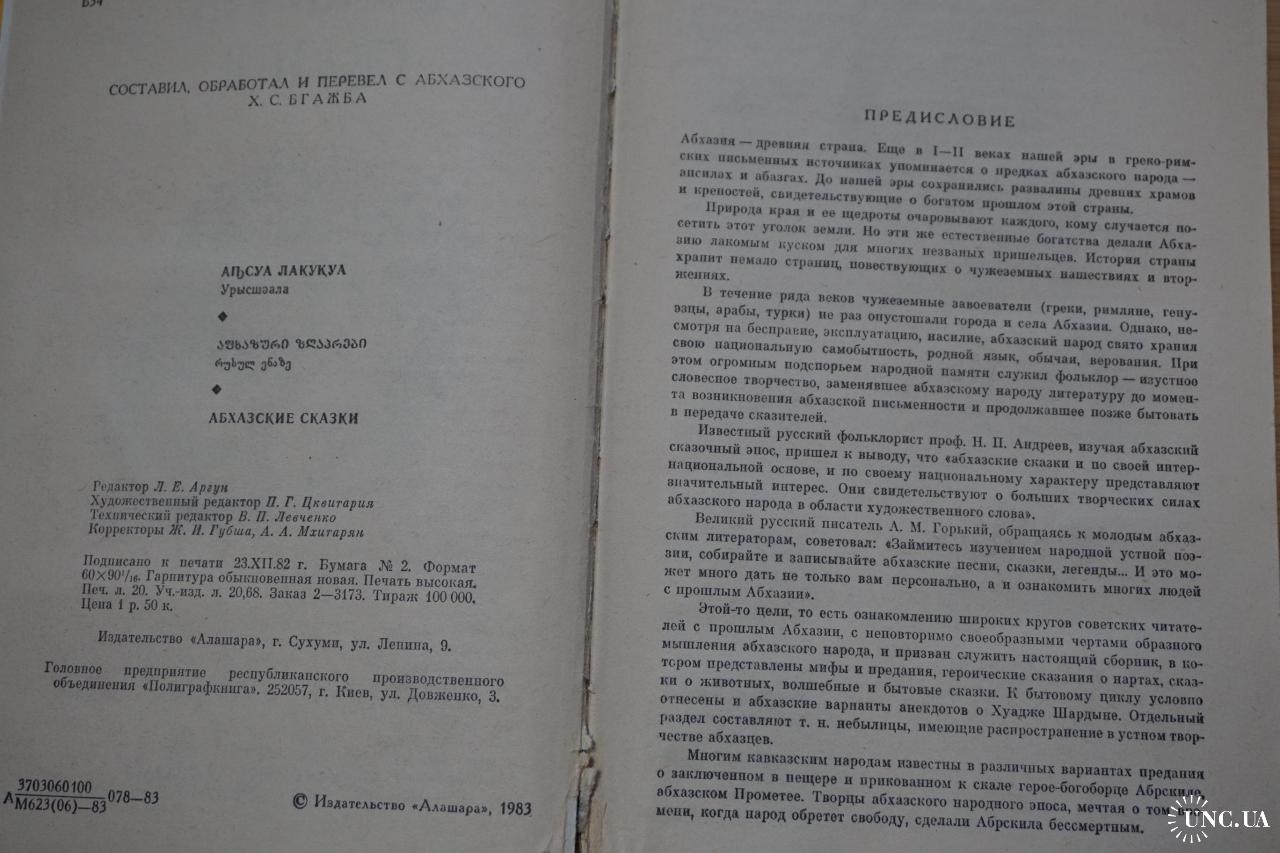 В34
СОСТАВИЛ, ОБРАБОТАЛ И ПЕРЕВЕЛ С АБХАЗСКОГО
Х. С. БГАЖБА
АҦСУА ЛАКУҚУА
Урысшәала
აფხაზური ზღაპრები
რუსულ ენაზე
АБХАЗСКИЕ СКАЗКИ
Редактор Л. Е. Аргун
Художественный редактор П. Г. Цквитария
Технический редактор В. П. Левченко
Корректоры Ж. И. Губша, А. А. Мхитарян
Подписано к печати 23.XII.82 г. Бумага № 2. Формат
60×90¹/₁₆. Гарнитура обыкновенная новая. Печать высокая.
Печ. л. 20. Уч.-изд. л. 20,68. Заказ 2—3173. Тираж 100 000.
Цена 1 р. 50 к.
Издательство «Алашара», г. Сухуми, ул. Ленина, 9.
Головное предприятие республиканского производственного
объединения «Полиграфкнига». 252057, г. Киев, ул. Довженко, 3.
3703060100
А М623(06)—83 078—83
© Издательство «Алашара», 1983
ПРЕДИСЛОВИЕ
Абхазия — древняя страна. Еще в I—II веках нашей эры в греко-рим-
ских письменных источниках упоминается о предках абхазского народа —
апсилах и абазгах. До нашей эры сохранились развалины древних храмов
и крепостей, свидетельствующие о богатом прошлом этой страны.
Природа края и ее щедроты очаровывают каждого, кому случается по-
сетить этот уголок земли. Но эти же естественные богатства делали Абха-
зию лакомым куском для многих незваных пришельцев. История страны
хранит немало страниц, повествующих о чужеземных нашествиях и втор-
жениях.
В течение ряда веков чужеземные завоеватели (греки, римляне, гену-
эзцы, арабы, турки) не раз опустошали города и села Абхазии. Однако, не-
смотря на бесправие, эксплуатацию, насилие, абхазский народ свято хранил
свою национальную самобытность, родной язык, обычаи, верования. При
этом огромным подспорьем народной памяти служил фольклор — изустное
словесное творчество, заменявшее абхазскому народу литературу до момен-
та возникновения абхазской письменности и продолжавшее позже бытовать
в передаче сказителей.
Известный русский фольклорист проф. Н. П. Андреев, изучая абхазский
сказочный эпос, пришел к выводу, что «абхазские сказки и по своей интер-
национальной основе, и по своему национальному характеру представляют
значительный интерес. Они свидетельствуют о больших творческих силах
абхазского народа в области художественного слова».
Великий русский писатель А. М. Горький, обращаясь к молодым абхаз-
ским литераторам, советовал: «Займитесь изучением народной устной поэ-
зии, собирайте и записывайте абхазские песни, сказки, легенды... И это мо-
жет много дать не только вам персонально, а и ознакомить многих людей
с прошлым Абхазии».
Этой-то цели, то есть ознакомлению широких кругов советских читате-
лей с прошлым Абхазии, с неповторимо своеобразными чертами образного
мышления абхазского народа, и призван служить настоящий сборник, в ко-
тором представлены мифы и предания, героические сказания о нартах, сказ-
ки о животных, волшебные и бытовые сказки. К бытовому циклу условно
отнесены и абхазские варианты анекдотов о Хуадже Шардыне. Отдельный
раздел составляют т. н. небылицы, имеющие распространение в устном твор-
честве абхазцев.
Многим кавказским народам известны в различных вариантах предания
о заключенном в пещере и прикованном к скале герое-богоборце Абрскиле,
абхазском Прометее. Творцы абхазского народного эпоса, мечтая о том вре-
мени, когда народ обретет свободу, сделали Абрскила бессмертным.
UNC.UA